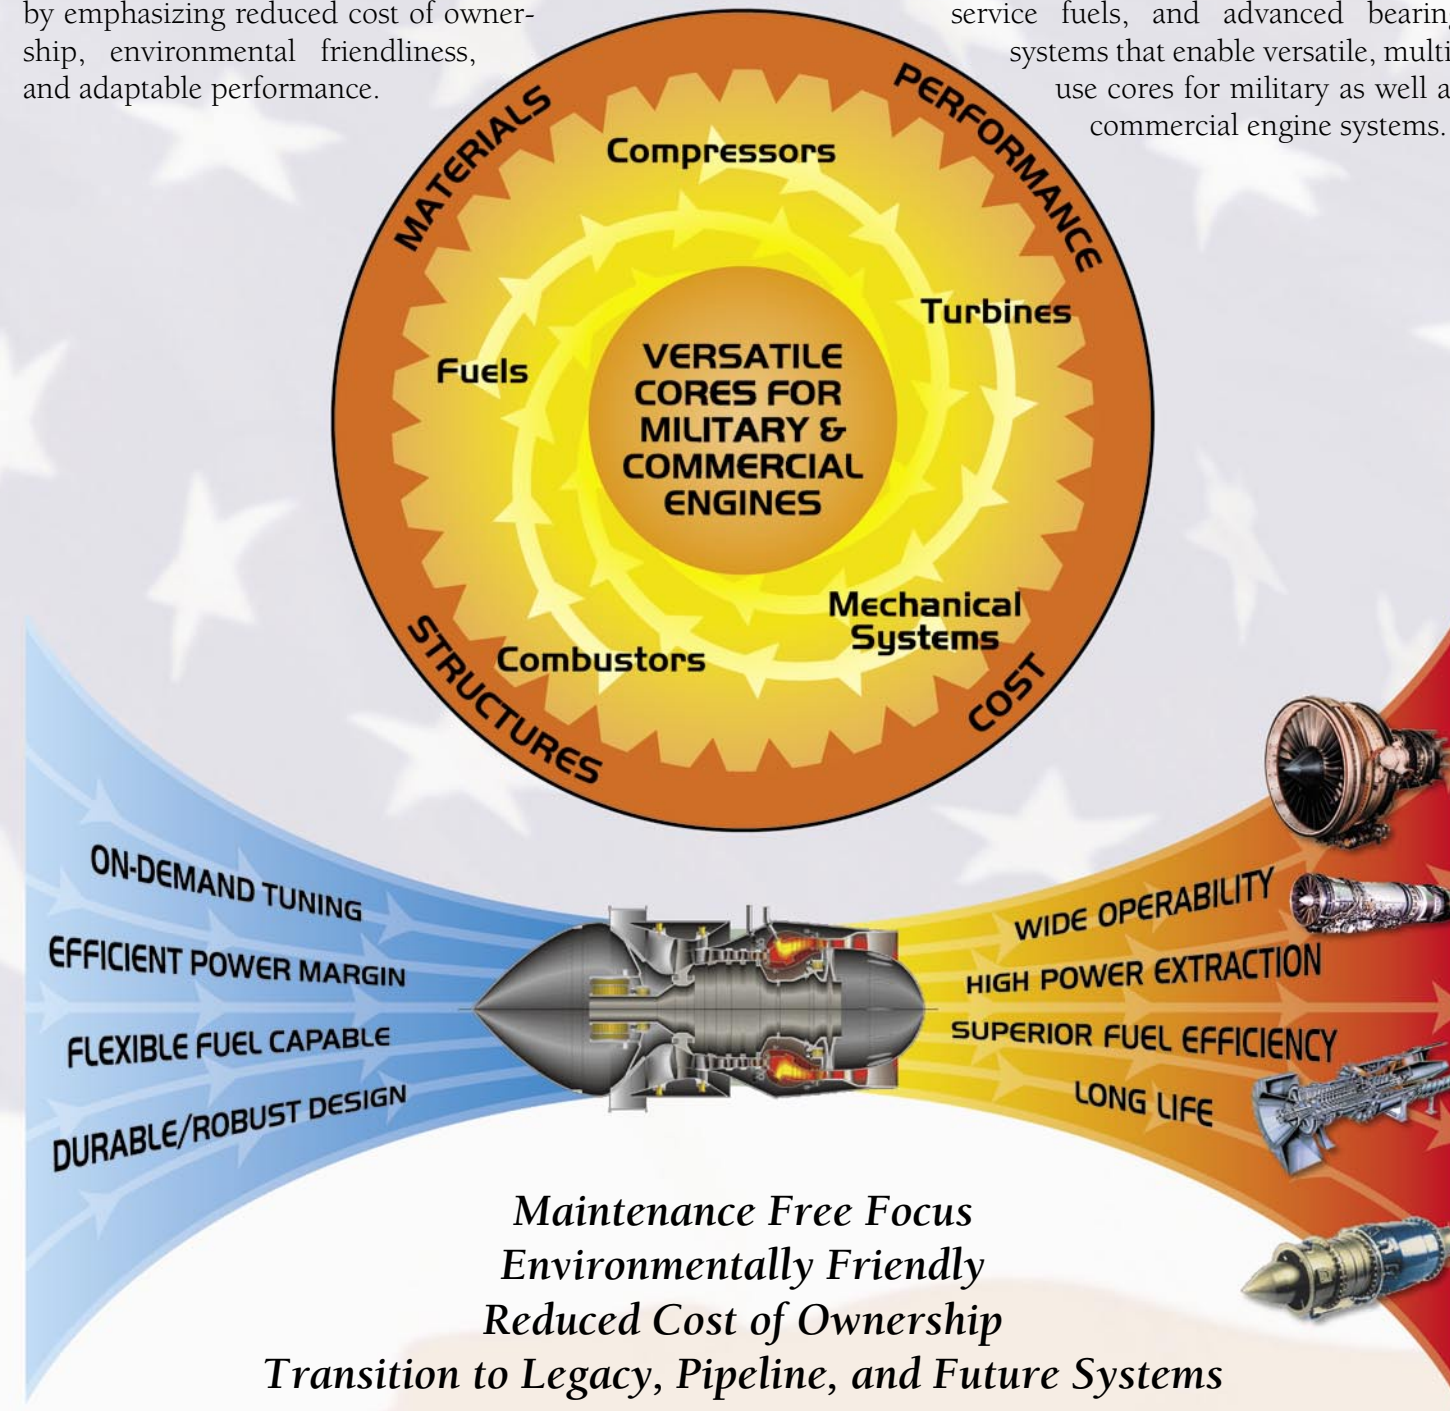 by emphasizing reduced cost of owner-
ship, environmental friendliness,
and adaptable performance.
service fuels, and advanced bearing
systems that enable versatile, multi
use cores for military as well a
commercial engine systems.
MATERIALS
PERFORMANCE
Compressors
Turbines
Fuels
VERSATILE
CORES FOR
MILITARY &
COMMERCIAL
ENGINES
Mechanical
Systems
Combustors
STRUCTURES
COST
ON-DEMAND TUNING
EFFICIENT POWER MARGIN
FLEXIBLE FUEL CAPABLE
DURABLE/ROBUST DESIGN
WIDE OPERABILITY
HIGH POWER EXTRACTION
SUPERIOR FUEL EFFICIENCY
LONG LIFE
Maintenance Free Focus
Environmentally Friendly
Reduced Cost of Ownership
Transition to Legacy, Pipeline, and Future Systems